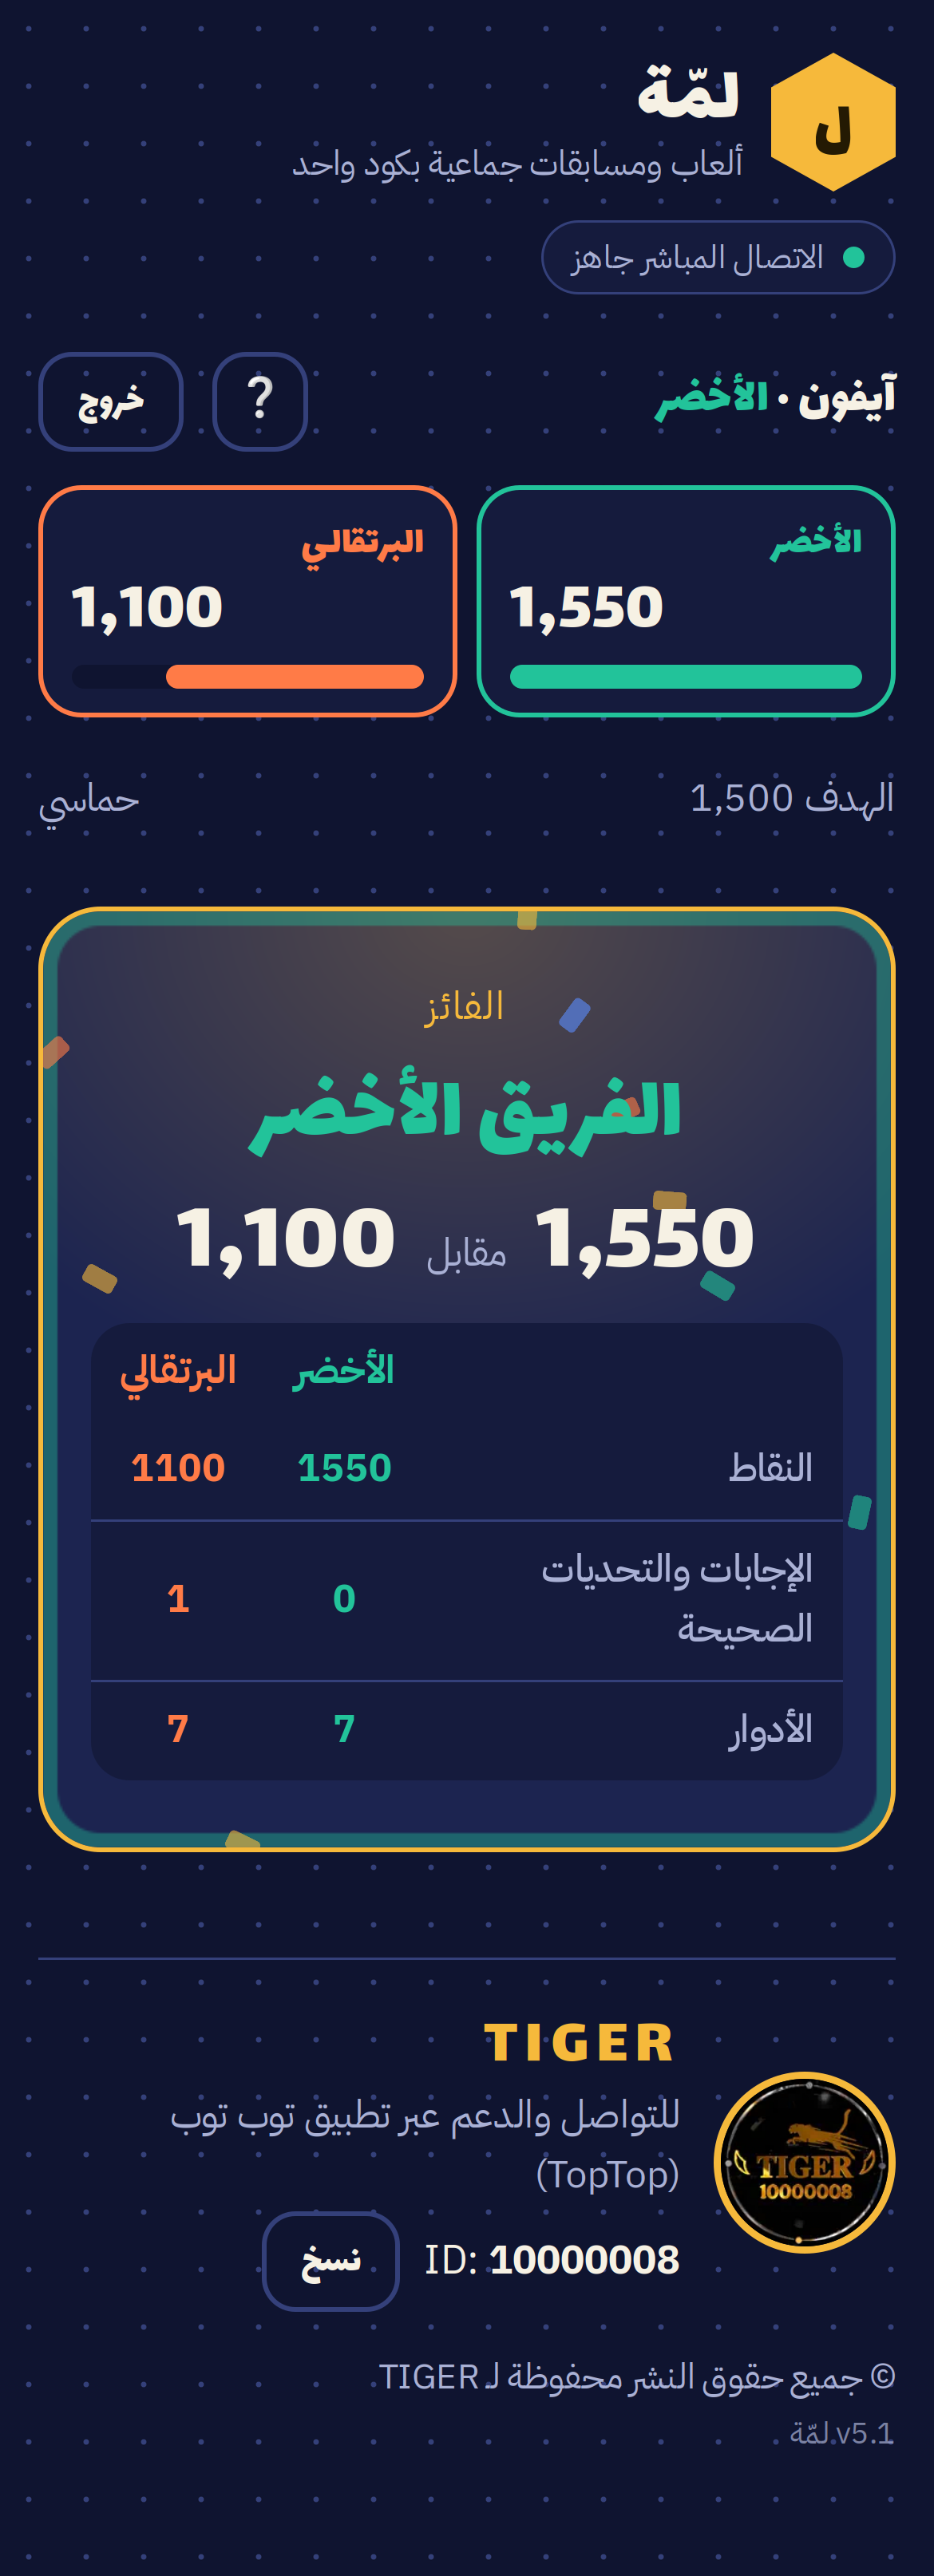 ل
لمّة
ألعاب ومسابقات جماعية بكود واحد
الاتصال المباشر جاهز
آيفون · الأخضر
?
خروج
الأخضر
1,550
البرتقالي
1,100
الهدف 1,500
حماسي
الفائز
الفريق الأخضر
1,550 مقابل 1,100
الأخضر البرتقالي
النقاط 1550 1100
الإجابات والتحديات
الصحيحة 0 1
الأدوار 7 7
TIGER
10000008
TIGER
للتواصل والدعم عبر تطبيق توب توب
(TopTop)
ID: 10000008
نسخ
© جميع حقوق النشر محفوظة لـ TIGER
لمّة v5.1